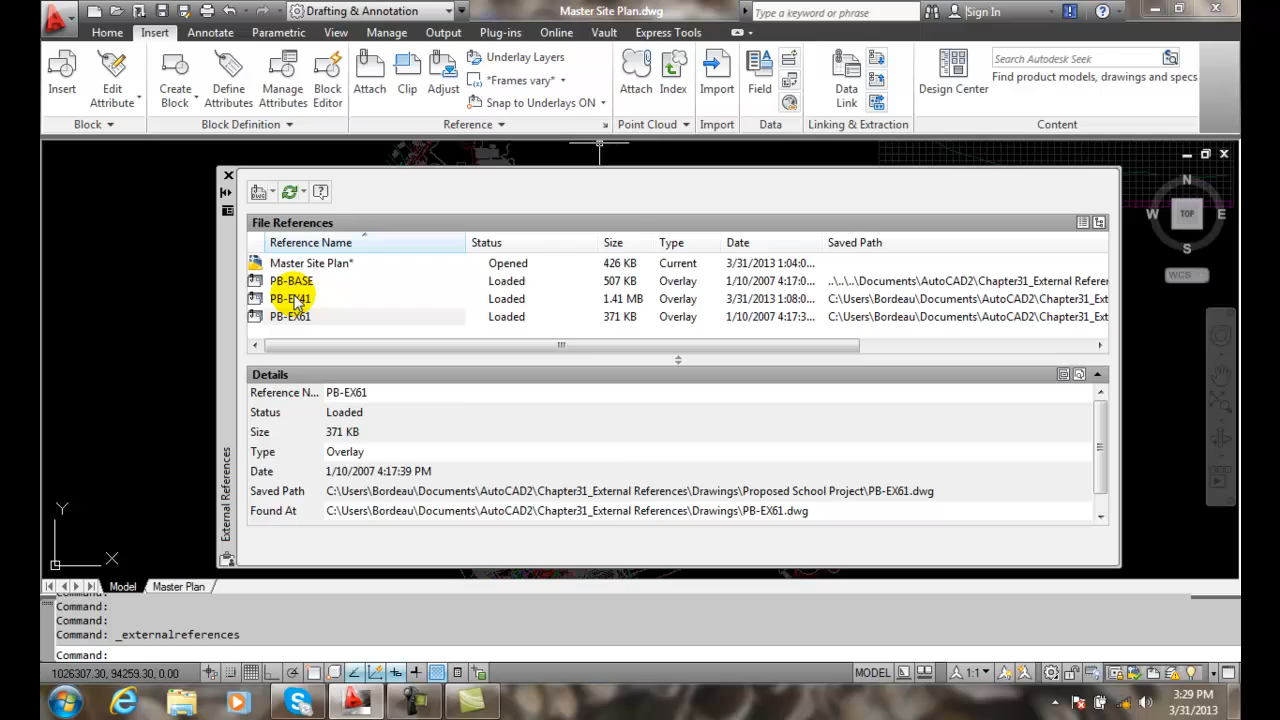 Drafting & Annotation
Master Site Plan.dwg
Type a keyword or phrase
Sign In
Home Insert Annotate Parametric View Manage Output Plug-ins Online Vault Express Tools
Insert
Edit Attribute
Create Block
Define Attributes
Manage Attributes
Block Editor
Attach
Clip
Adjust
Underlay Layers
*Frames vary*
Snap to Underlays ON
Attach
Index
Import
Field
Data Link
Design Center
Search Autodesk Seek
Find product models, drawings and specs
Block
Block Definition
Reference
Point Cloud
Import
Data
Linking & Extraction
Content
N
W TOP E
S
WCS
File References
Reference Name Status Size Type Date Saved Path
Master Site Plan* Opened 426 KB Current 3/31/2013 1:04:0...
PB-BASE Loaded 507 KB Overlay 1/10/2007 4:17:0... ..\..\..\Documents\AutoCAD2\Chapter31_External Refere
PB-EX41 Loaded 1.41 MB Overlay 3/31/2013 1:08:0... C:\Users\Bordeau\Documents\AutoCAD2\Chapter31_Ext
PB-EX61 Loaded 371 KB Overlay 1/10/2007 4:17:3... C:\Users\Bordeau\Documents\AutoCAD2\Chapter31_Ext
Details
Reference N... PB-EX61
Status Loaded
Size 371 KB
Type Overlay
Date 1/10/2007 4:17:39 PM
Saved Path C:\Users\Bordeau\Documents\AutoCAD2\Chapter31_External References\Drawings\Proposed School Project\PB-EX61.dwg
Found At C:\Users\Bordeau\Documents\AutoCAD2\Chapter31_External References\Drawings\PB-EX61.dwg
External References
Y
X
Model Master Plan
Command:
Command:
Command:
Command: _externalreferences
Command:
1026307.30, 94259.30, 0.00
MODEL
1:1
3:29 PM
3/31/2013